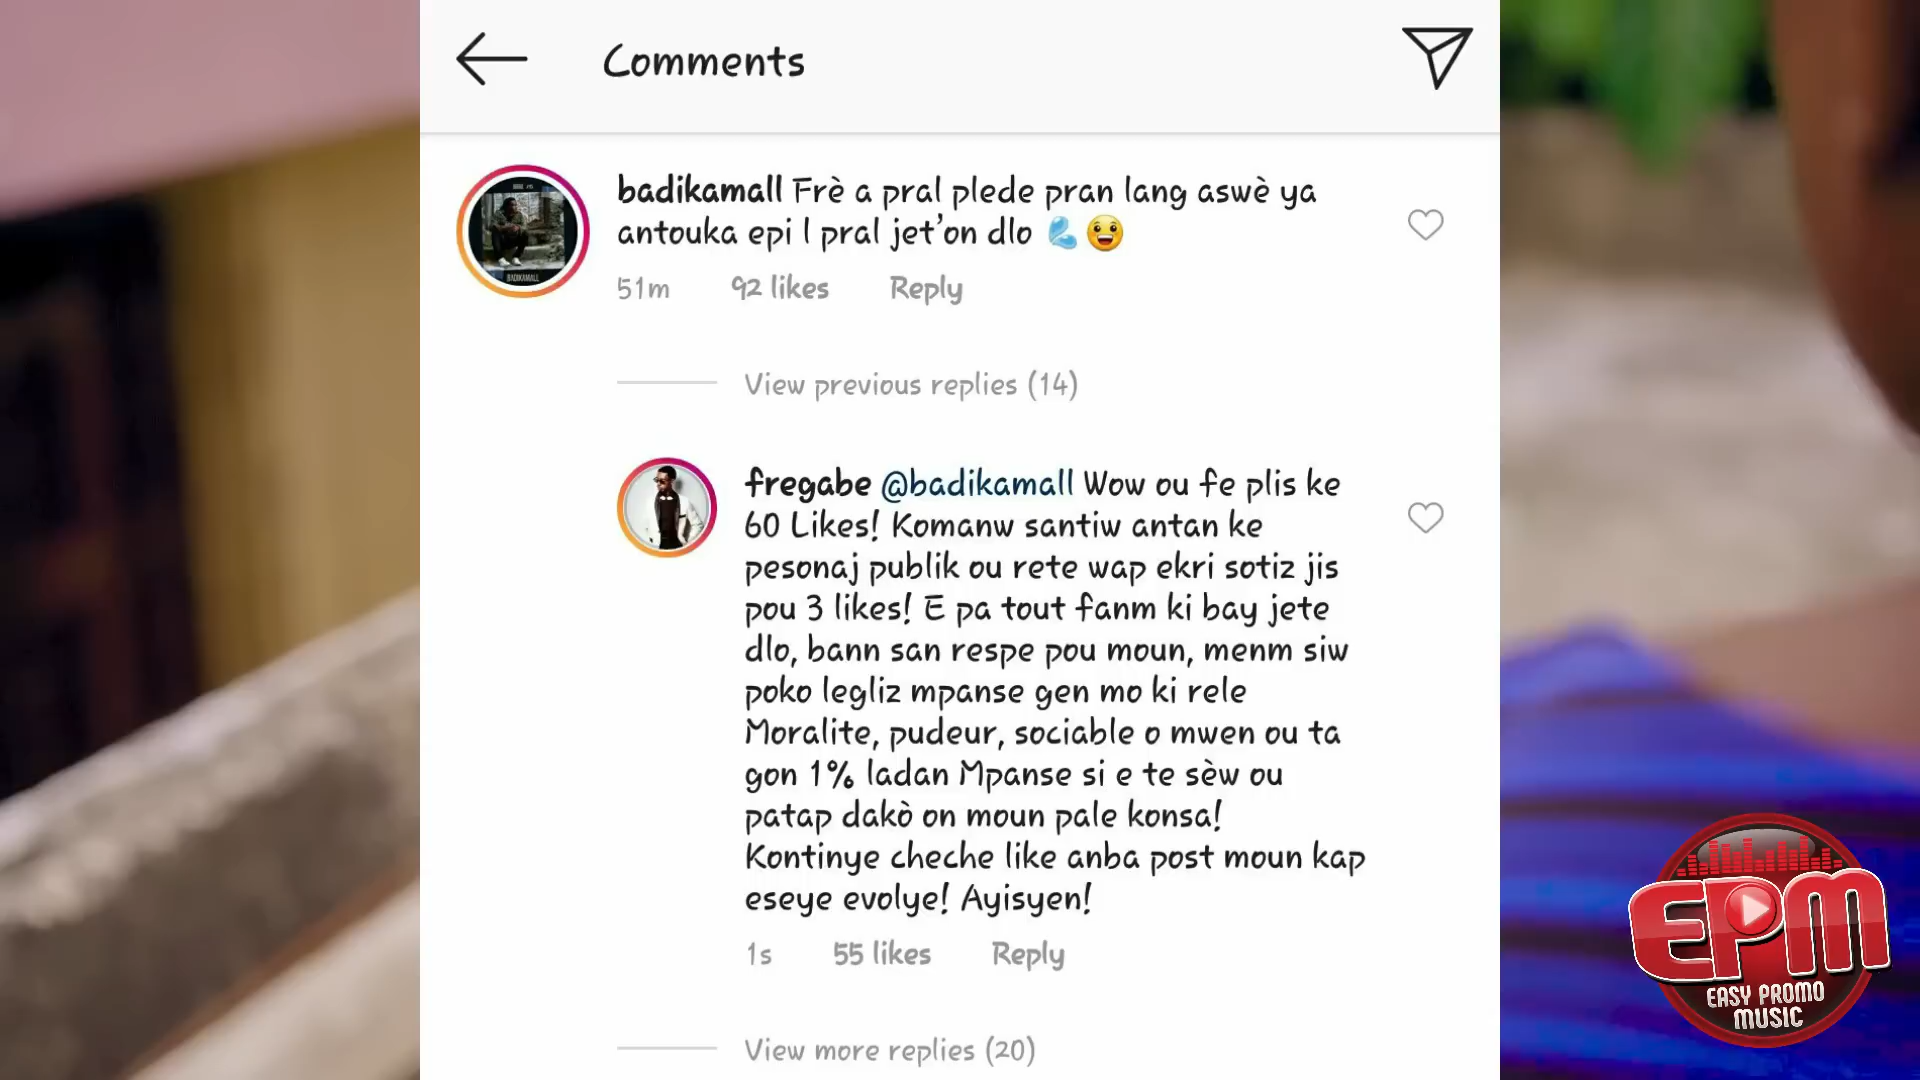 Comments
badikamall Frè a pral plede pran lang aswè ya
antouka epi l pral jet'on dlo 💦😀
51m 92 likes Reply
View previous replies (14)
fregabe @badikamall Wow ou fe plis ke
60 Likes! Komanw santiw antan ke
pesonaj publik ou rete wap ekri sotiz jis
pou 3 likes! E pa tout fanm ki bay jete
dlo, bann san respe pou moun, menm siw
poko legliz mpanse gen mo ki rele
Moralite, pudeur, sociable o mwen ou ta
gon 1% ladan Mpanse si e te sèw ou
patap dakò on moun pale konsa!
Kontinye cheche like anba post moun kap
eseye evolye! Ayisyen!
1s 55 likes Reply
View more replies (20)
EPM
EASY PROMO
MUSIC